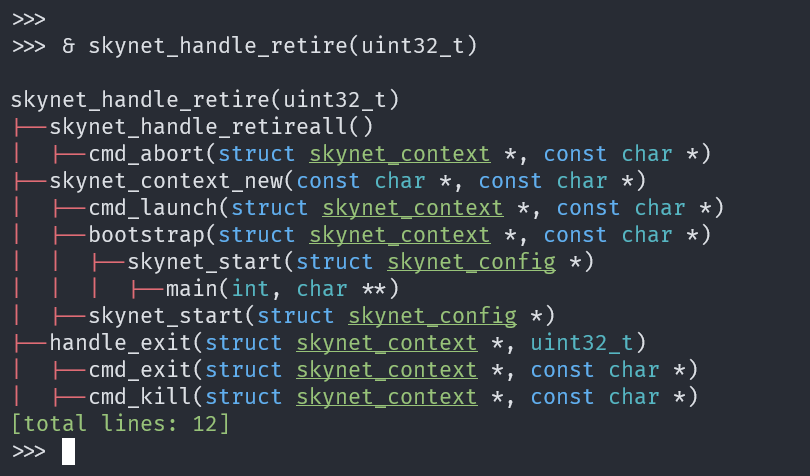 >>>
>>> & skynet_handle_retire(uint32_t)
skynet_handle_retire(uint32_t)
├──skynet_handle_retireall()
│  ├──cmd_abort(struct skynet_context *, const char *)
├──skynet_context_new(const char *, const char *)
│  ├──cmd_launch(struct skynet_context *, const char *)
│  ├──bootstrap(struct skynet_context *, const char *)
│  │  ├──skynet_start(struct skynet_config *)
│  │  │  ├──main(int, char **)
│  ├──skynet_start(struct skynet_config *)
├──handle_exit(struct skynet_context *, uint32_t)
│  ├──cmd_exit(struct skynet_context *, const char *)
│  ├──cmd_kill(struct skynet_context *, const char *)
[total lines: 12]
>>>